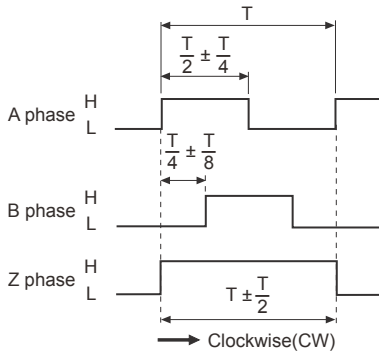 T
T/2 ± T/4
A phase H
L
T/4 ± T/8
B phase H
L
Z phase H
L
T ± T/2
Clockwise(CW)